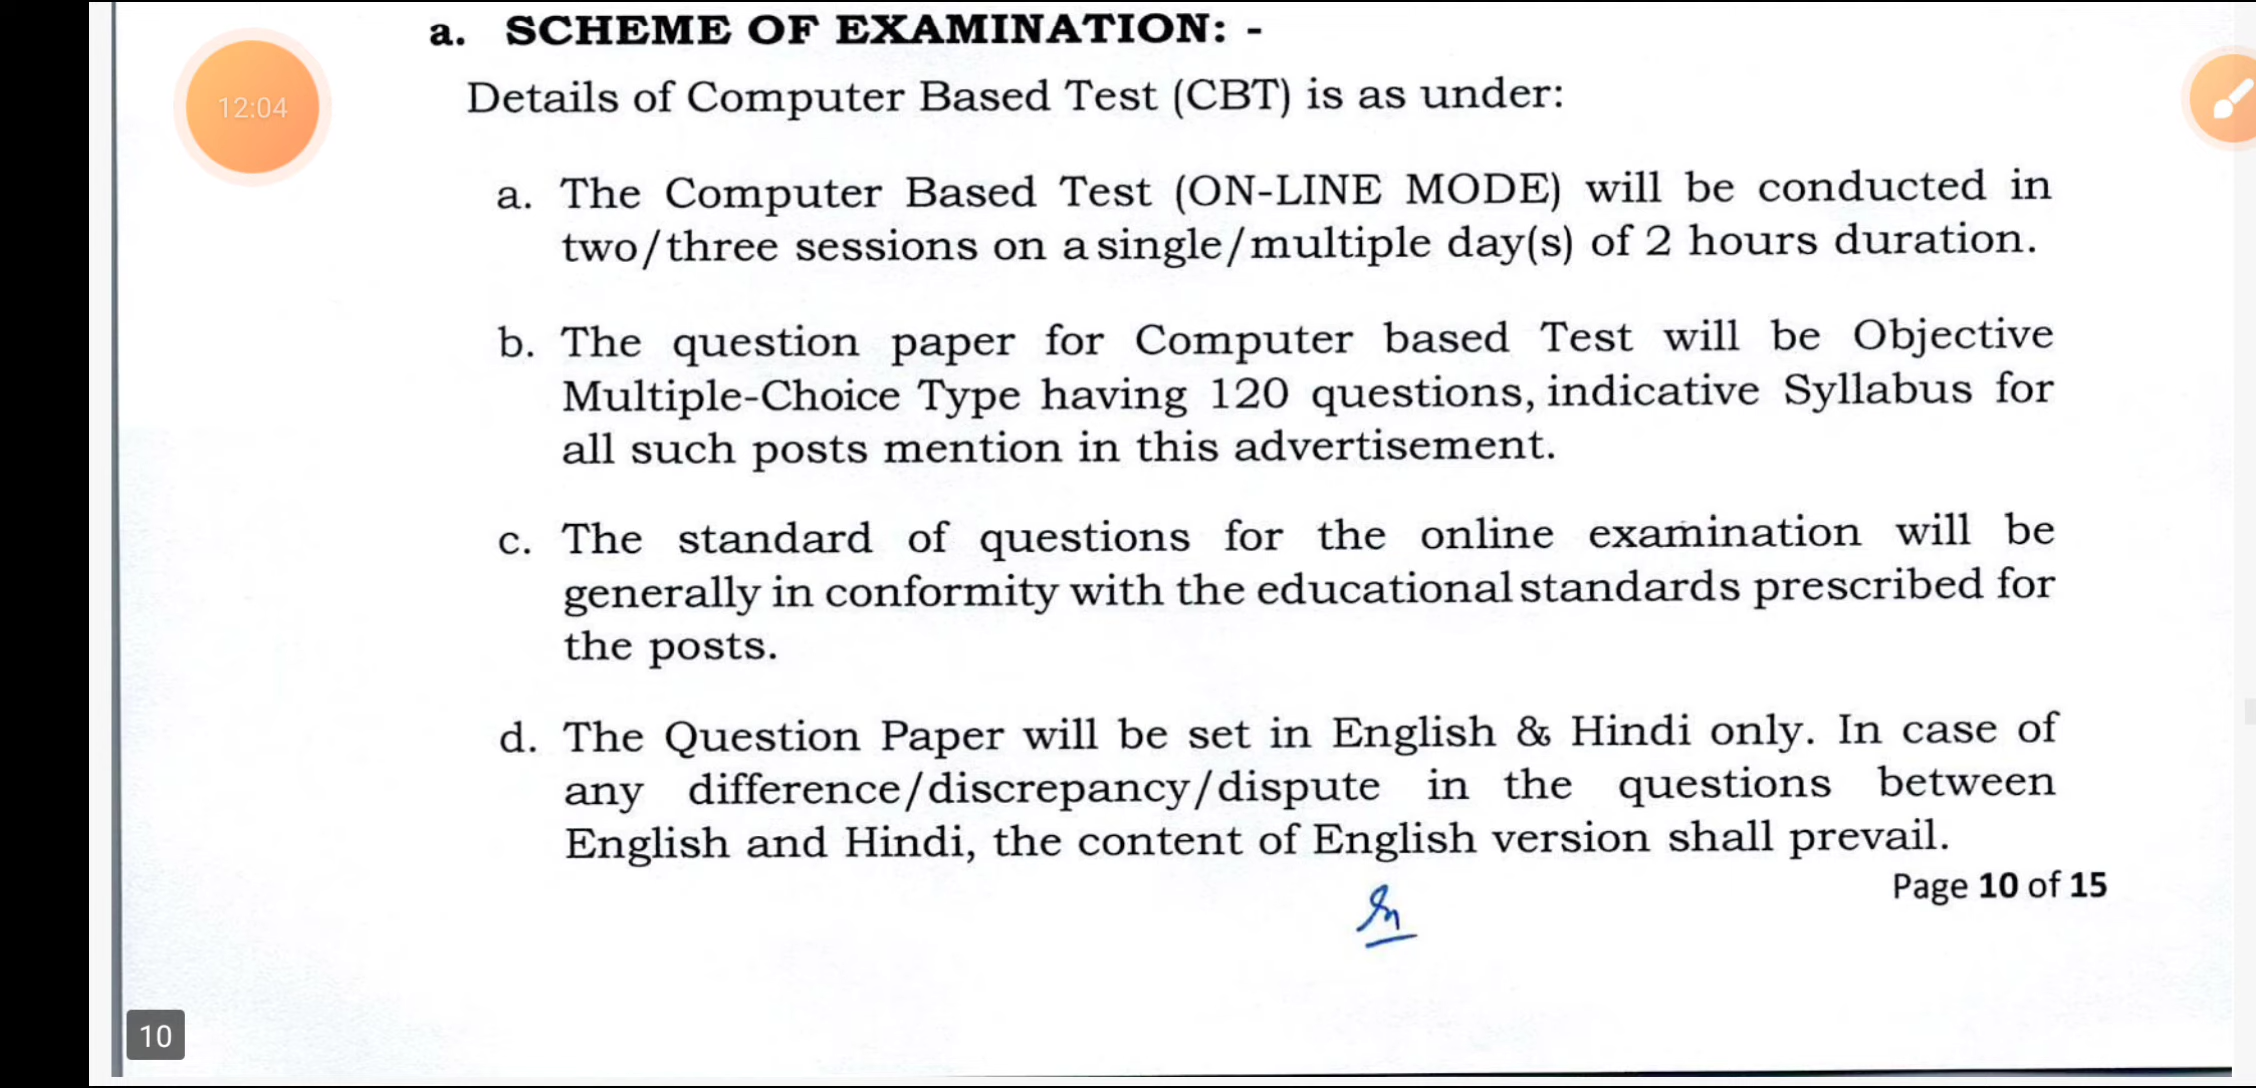 a. SCHEME OF EXAMINATION: -
12:04
Details of Computer Based Test (CBT) is as under:
a. The Computer Based Test (ON-LINE MODE) will be conducted in
two/three sessions on a single/multiple day(s) of 2 hours duration.
b. The question paper for Computer based Test will be Objective
Multiple-Choice Type having 120 questions, indicative Syllabus for
all such posts mention in this advertisement.
c. The standard of questions for the online examination will be
generally in conformity with the educational standards prescribed for
the posts.
d. The Question Paper will be set in English & Hindi only. In case of
any difference/discrepancy/dispute in the questions between
English and Hindi, the content of English version shall prevail.
Page 10 of 15
10